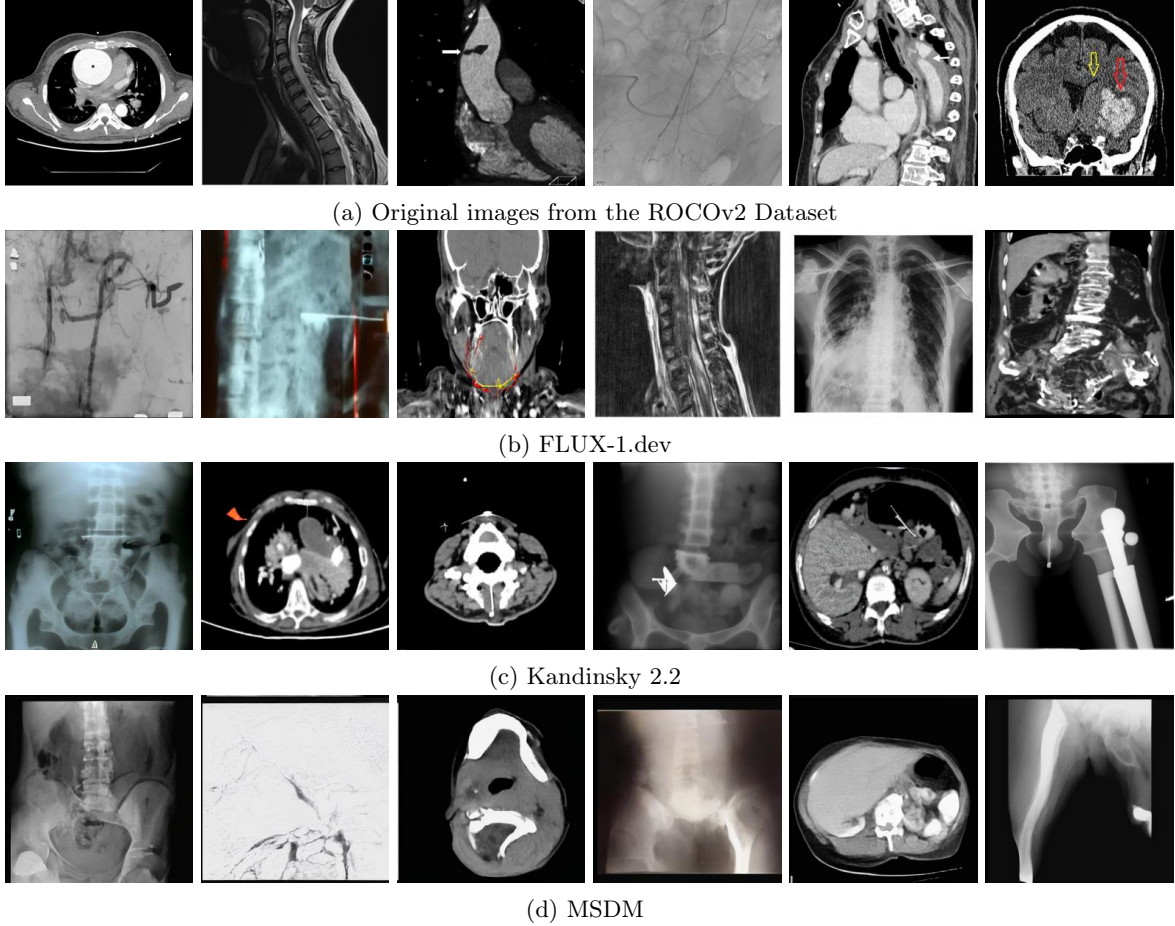 (a) Original images from the ROCOv2 Dataset
(b) FLUX-1.dev
(c) Kandinsky 2.2
(d) MSDM